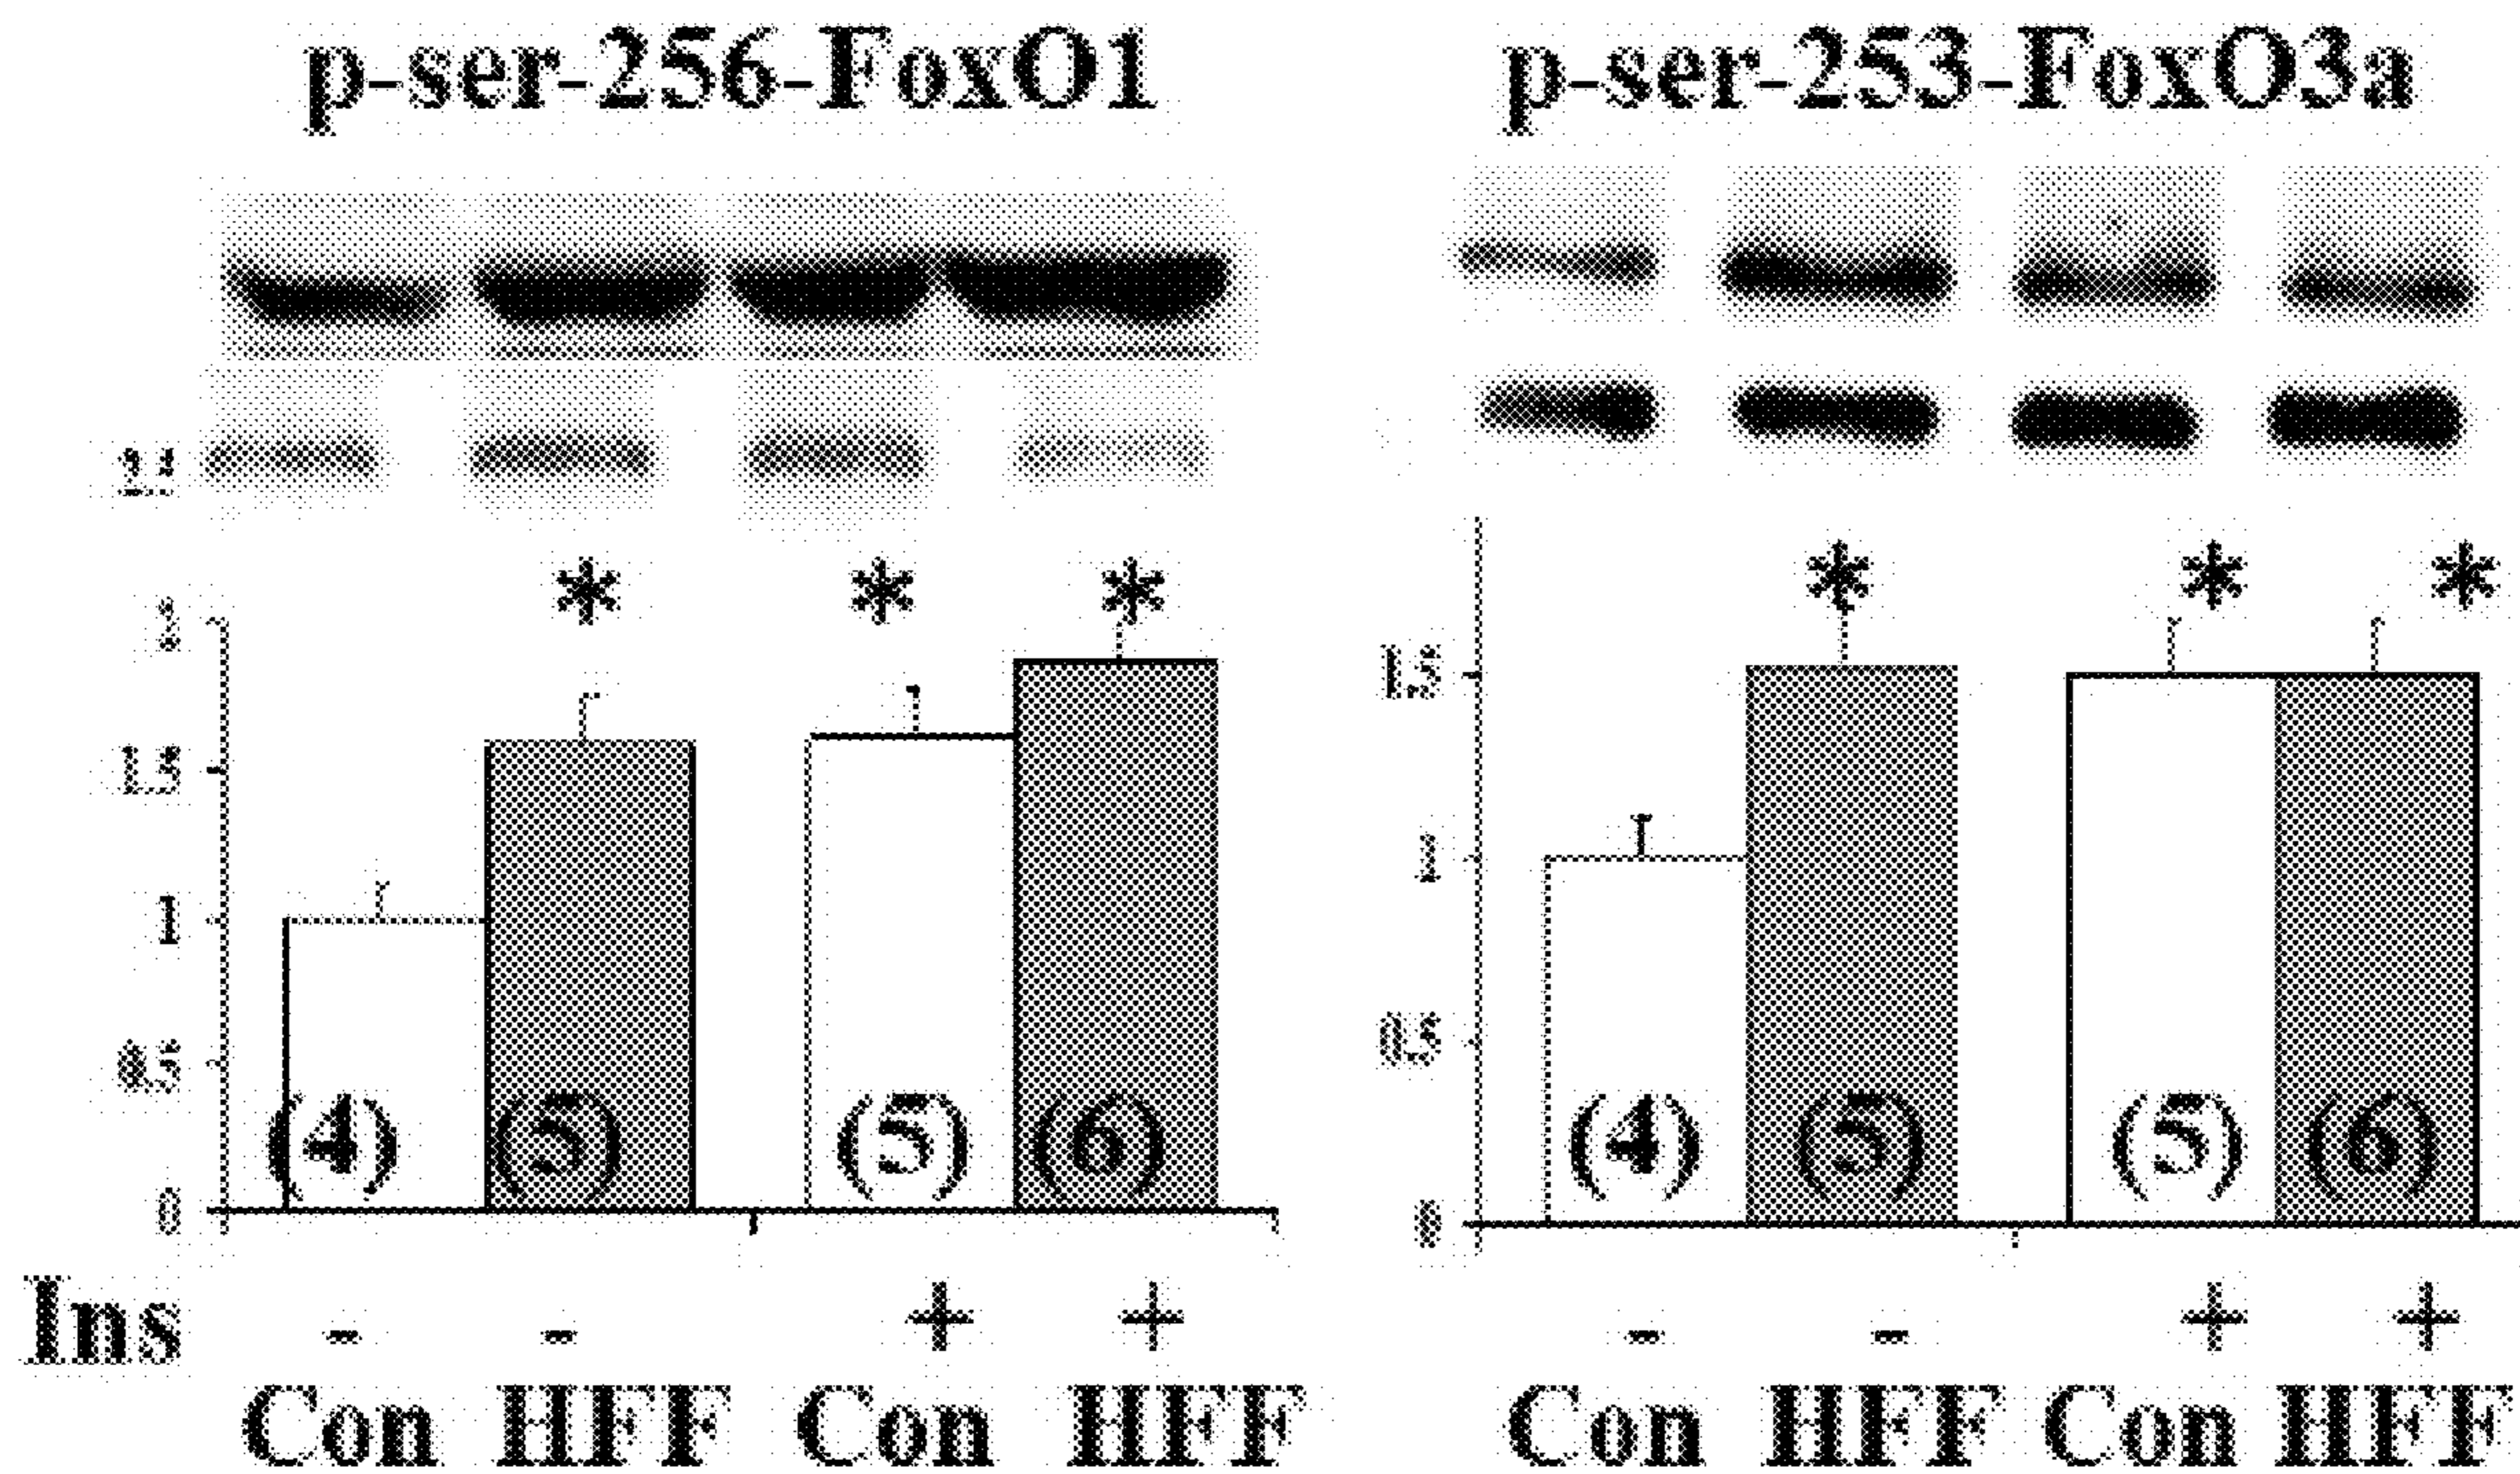 p-ser-256-FoxO1
p-ser-253-FoxO3a
* * *
1.5
1
0.5
0
(4) (5) (5) (6)
* * *
1.5
1
0.5
0
(4) (5) (5) (6)
Ins - - + +
- - + +
Con HFF Con HFF
Con HFF Con HFF